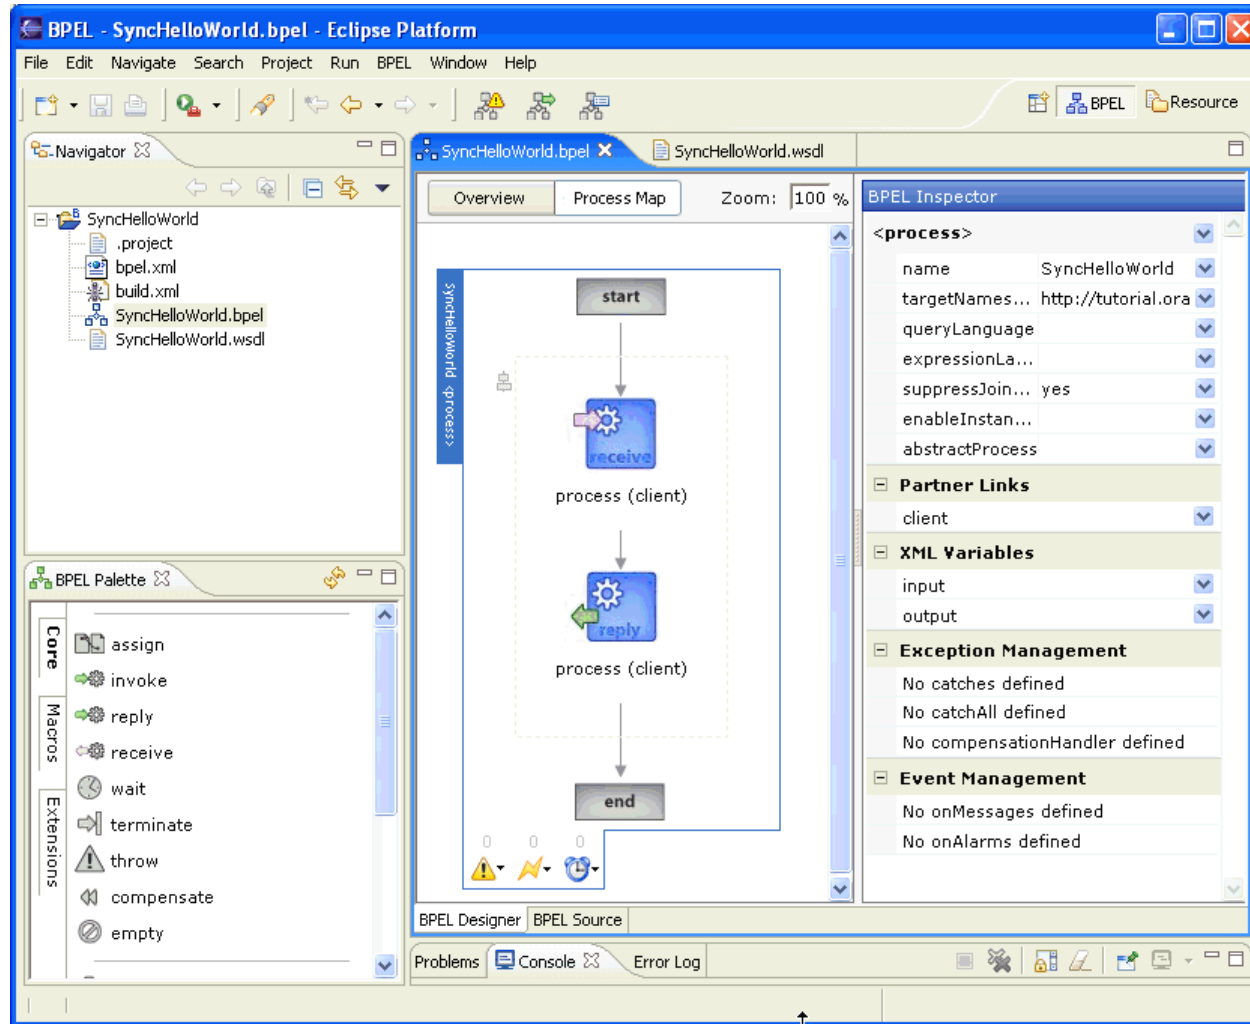 BPEL - SyncHelloWorld.bpel - Eclipse Platform
File Edit Navigate Search Project Run BPEL Window Help
BPEL Resource
Navigator
SyncHelloWorld
.project
bpel.xml
build.xml
SyncHelloWorld.bpel
SyncHelloWorld.wsdl
BPEL Palette
Core
Macros
Extensions
assign
invoke
reply
receive
wait
terminate
throw
compensate
empty
SyncHelloWorld.bpel SyncHelloWorld.wsdl
Overview Process Map Zoom: 100 %
SyncHelloWorld <process>
start
receive
process (client)
reply
process (client)
end
0 0 0
BPEL Designer BPEL Source
BPEL Inspector
<process>
name SyncHelloWorld
targetNames... http://tutorial.ora
queryLanguage
expressionLa...
suppressJoin... yes
enableInstan...
abstractProcess
Partner Links
client
XML Variables
input
output
Exception Management
No catches defined
No catchAll defined
No compensationHandler defined
Event Management
No onMessages defined
No onAlarms defined
Problems Console Error Log